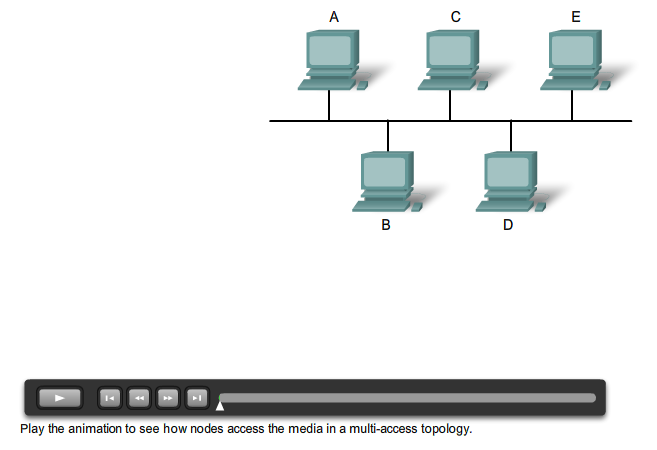 A C E
B D
Play the animation to see how nodes access the media in a multi-access topology.